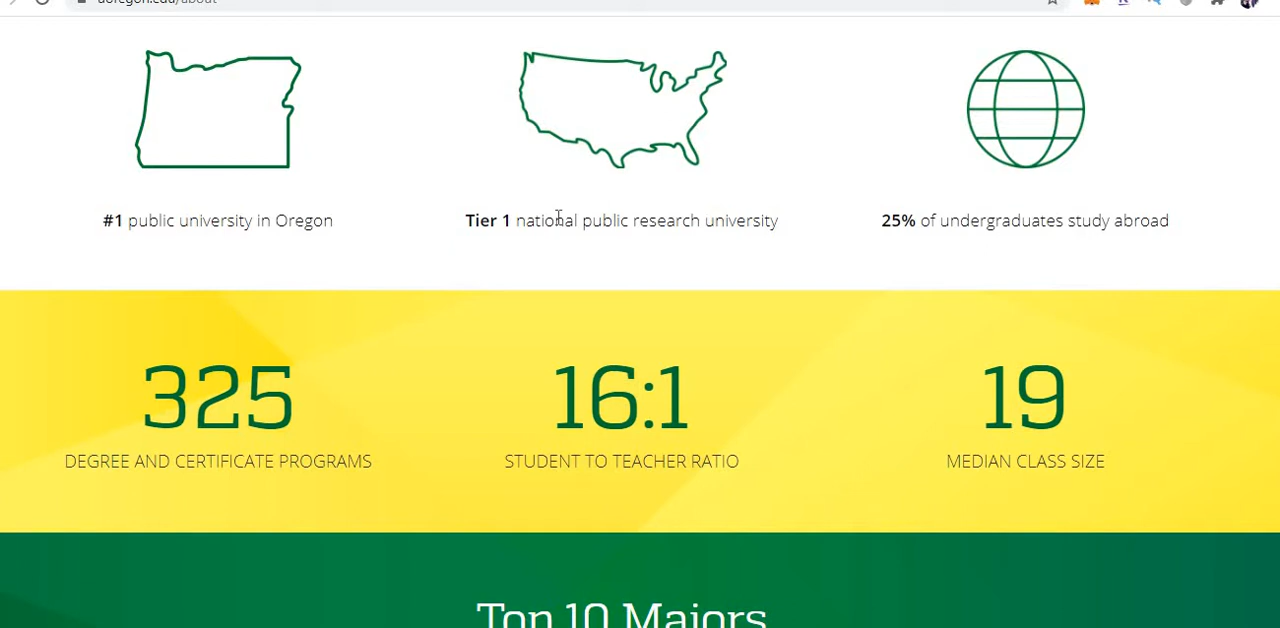 #1 public university in Oregon
Tier 1 national public research university
25% of undergraduates study abroad
325
DEGREE AND CERTIFICATE PROGRAMS
16:1
STUDENT TO TEACHER RATIO
19
MEDIAN CLASS SIZE
Top 10 Majors